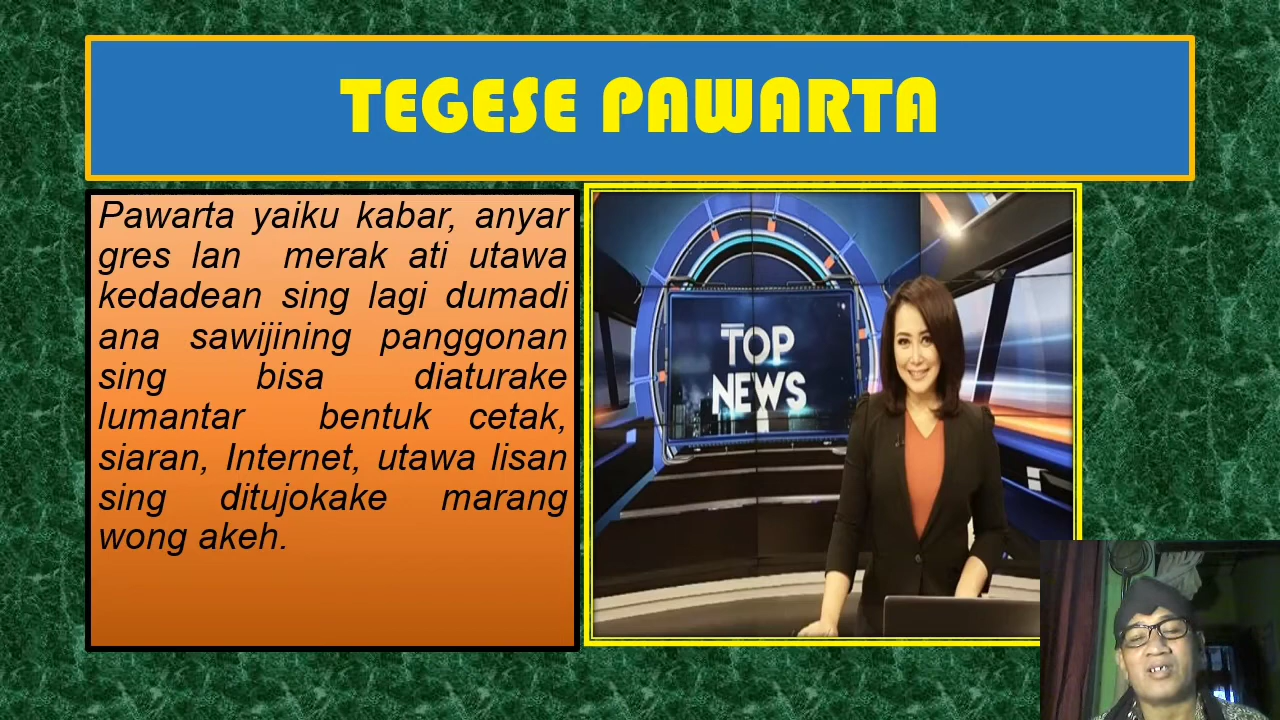 TEGESE PAWARTA
Pawarta yaiku kabar, anyar
gres lan merak ati utawa
kedadean sing lagi dumadi
ana sawijining panggonan
sing bisa diaturake
lumantar bentuk cetak,
siaran, Internet, utawa lisan
sing ditujokake marang
wong akeh.
TOP
NEWS